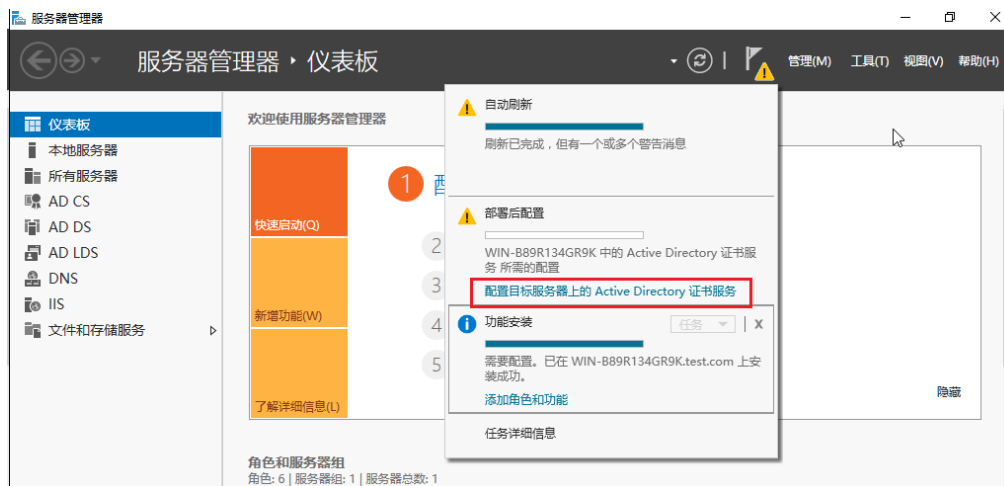 服务器管理器
服务器管理器 · 仪表板
管理(M) 工具(T) 视图(V) 帮助(H)
仪表板
本地服务器
所有服务器
AD CS
AD DS
AD LDS
DNS
IIS
文件和存储服务
欢迎使用服务器管理器
快速启动(Q)
新增功能(W)
了解详细信息(L)
1
2
3
4
5
自动刷新
刷新已完成，但有一个或多个警告消息
部署后配置
WIN-B89R134GR9K 中的 Active Directory 证书服
务 所需的配置
配置目标服务器上的 Active Directory 证书服务
功能安装
任务
X
需要配置。已在 WIN-B89R134GR9K.test.com 上安
装成功。
添加角色和功能
任务详细信息
隐藏
角色和服务器组
角色: 6 | 服务器组: 1 | 服务器总数: 1